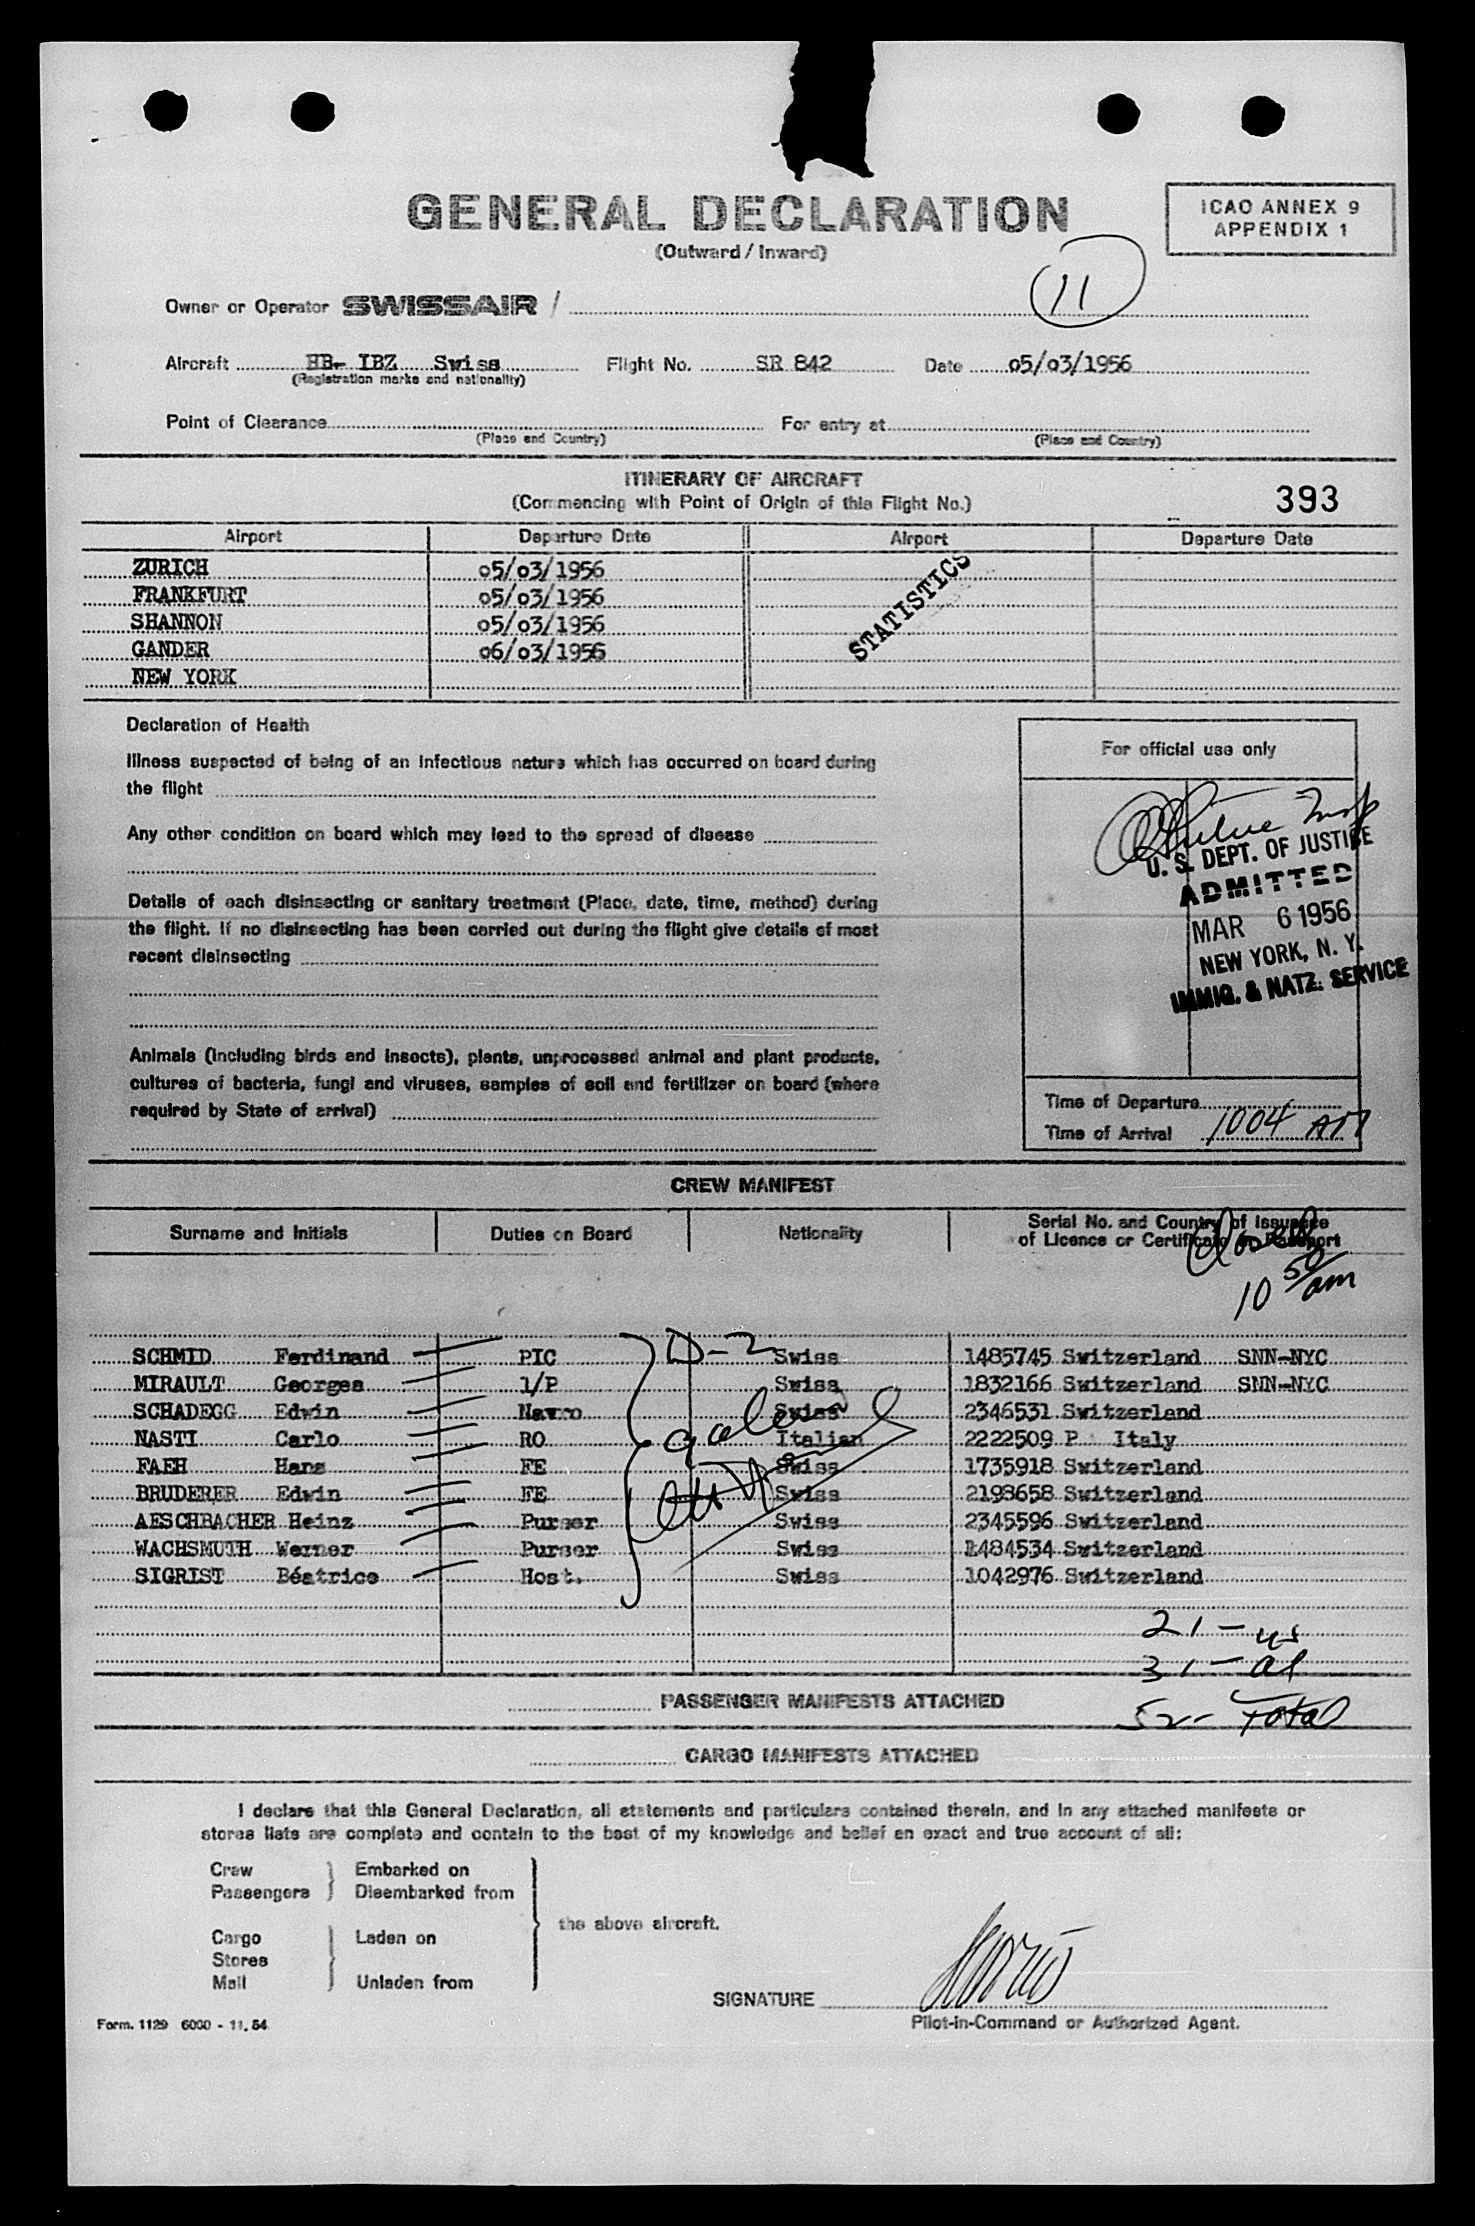 GENERAL DECLARATION
(Outward / Inward)
ICAO ANNEX 9
APPENDIX 1
11
Owner or Operator SWISSAIR /
Aircraft HB- IBZ Swiss Flight No. SR 842 Date 05/03/1956
(Registration marks and nationality)
Point of Clearance For entry at
(Place and Country) (Place and Country)
ITINERARY OF AIRCRAFT
(Commencing with Point of Origin of this Flight No.)
393
Airport Departure Date Airport Departure Date
ZURICH 05/03/1956
FRANKFURT 05/03/1956
SHANNON 05/03/1956
GANDER 06/03/1956
NEW YORK
STATISTICS
Declaration of Health
Illness suspected of being of an infectious nature which has occurred on board during
the flight
Any other condition on board which may lead to the spread of disease
Details of each disinsecting or sanitary treatment (Place, date, time, method) during
the flight. If no disinsecting has been carried out during the flight give details of most
recent disinsecting
Animals (including birds and insects), plants, unprocessed animal and plant products,
cultures of bacteria, fungi and viruses, samples of soil and fertilizer on board (where
required by State of arrival)
For official use only
U. S. DEPT. OF JUSTICE
ADMITTED
MAR 6 1956
NEW YORK, N. Y.
IMMIG. & NATZ. SERVICE
Time of Departure
Time of Arrival 1004 AM
CREW MANIFEST
Surname and Initials Duties on Board Nationality Serial No. and Country of Issuance
of Licence or Certificate or Passport
Closed
10 50 am
SCHMID Ferdinand PIC D-2 Swiss 1485745 Switzerland SNN-NYC
MIRAULT Georges 1/P Swiss 1832166 Switzerland SNN-NYC
SCHADEGG Edwin Navro Swiss 2346531 Switzerland
NASTI Carlo RO Italian 2222509 P Italy
FAEH Hans FE Swiss 1735918 Switzerland
BRUDERER Edwin FE Swiss 2198658 Switzerland
AESCHBACHER Heinz Purser Swiss 2345596 Switzerland
WACHSMUTH Werner Purser Swiss 1484534 Switzerland
SIGRIST Béatrice Host. Swiss 1042976 Switzerland
21 - us
31 - al
52 - Total
PASSENGER MANIFESTS ATTACHED
CARGO MANIFESTS ATTACHED
I declare that this General Declaration, all statements and particulars contained therein, and in any attached manifests or
stores lists are complete and contain to the best of my knowledge and belief an exact and true account of all:
Crew Embarked on
Passengers Disembarked from
the above aircraft.
Cargo Laden on
Stores
Mail Unladen from
SIGNATURE
Pilot-in-Command or Authorized Agent.
Form. 1129 6000 - 11.54